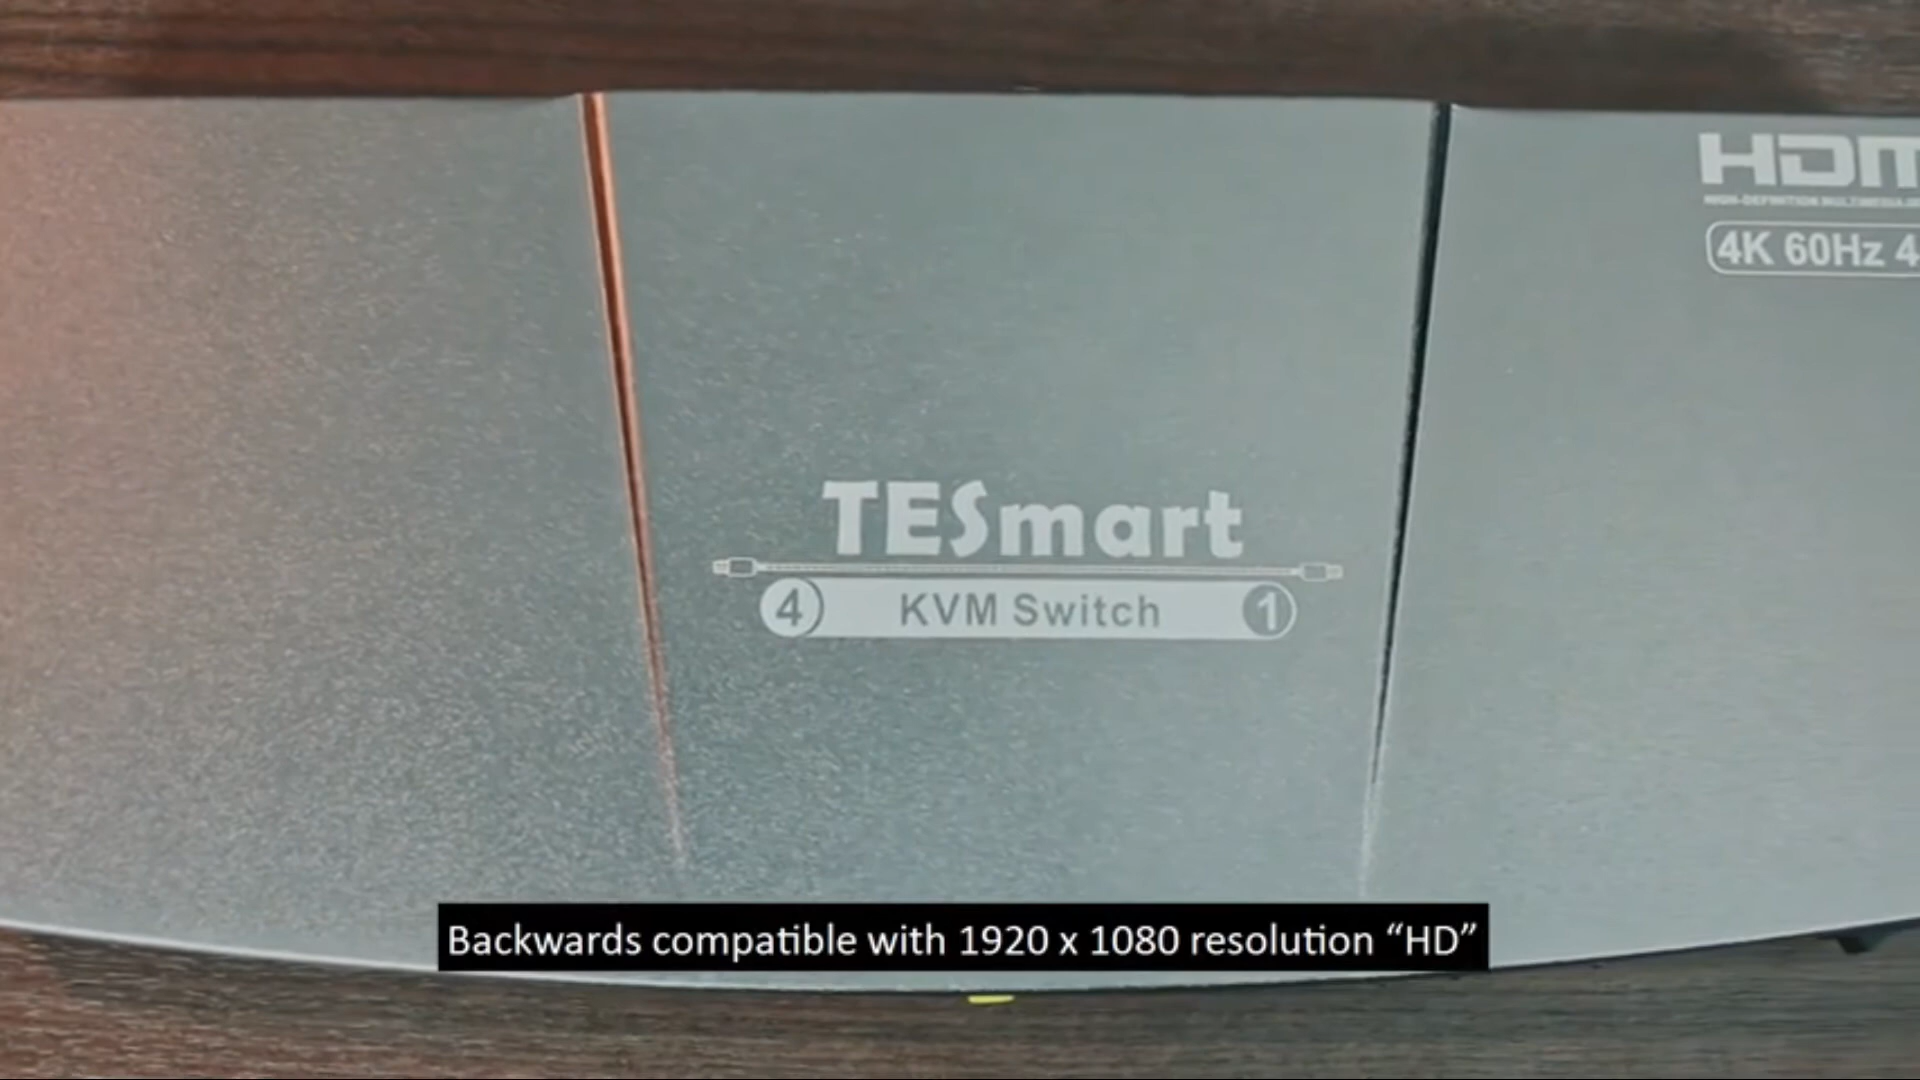 HDM
4K 60Hz 4
TESmart
4 KVM Switch 1
Backwards compatible with 1920 x 1080 resolution “HD”